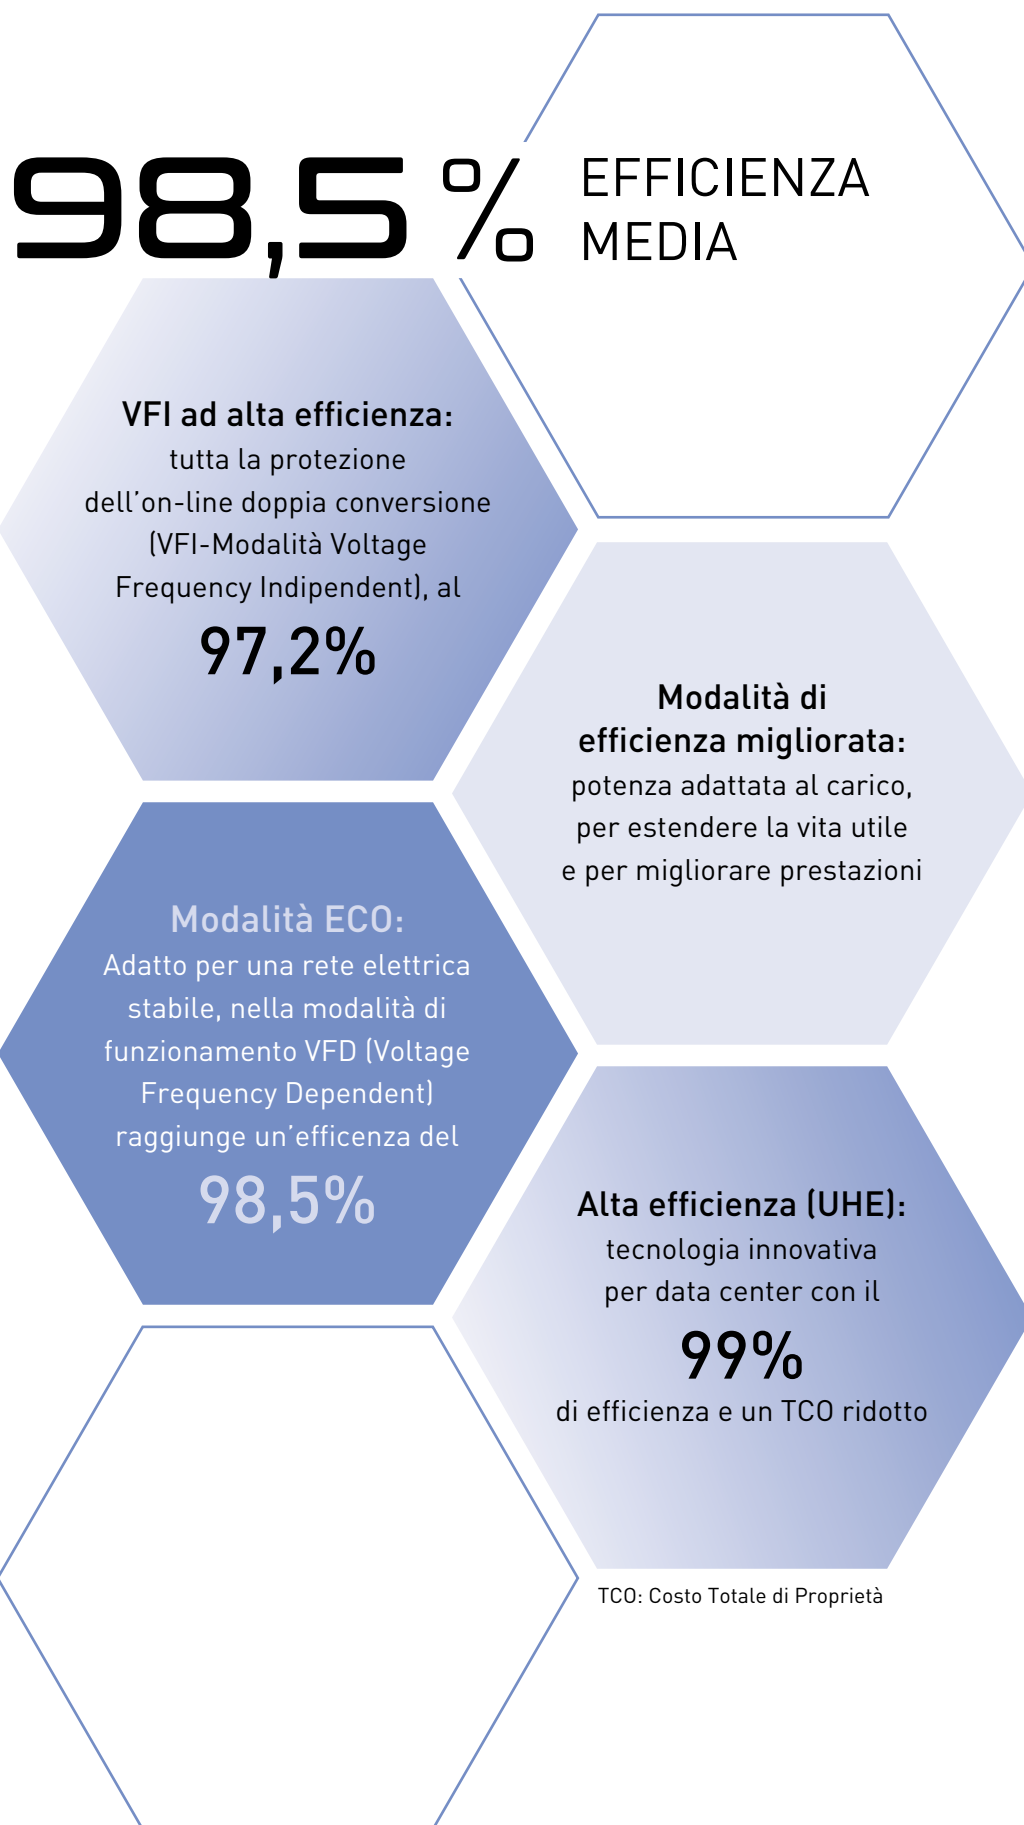 98,5%
EFFICIENZA
MEDIA
VFI ad alta efficienza:
tutta la protezione
dell'on-line doppia conversione
(VFI-Modalità Voltage
Frequency Indipendent), al
97,2%
Modalità di
efficienza migliorata:
potenza adattata al carico,
per estendere la vita utile
e per migliorare prestazioni
Modalità ECO:
Adatto per una rete elettrica
stabile, nella modalità di
funzionamento VFD (Voltage
Frequency Dependent)
raggiunge un'efficenza del
98,5%
Alta efficienza (UHE):
tecnologia innovativa
per data center con il
99%
di efficienza e un TCO ridotto
TCO: Costo Totale di Proprietà